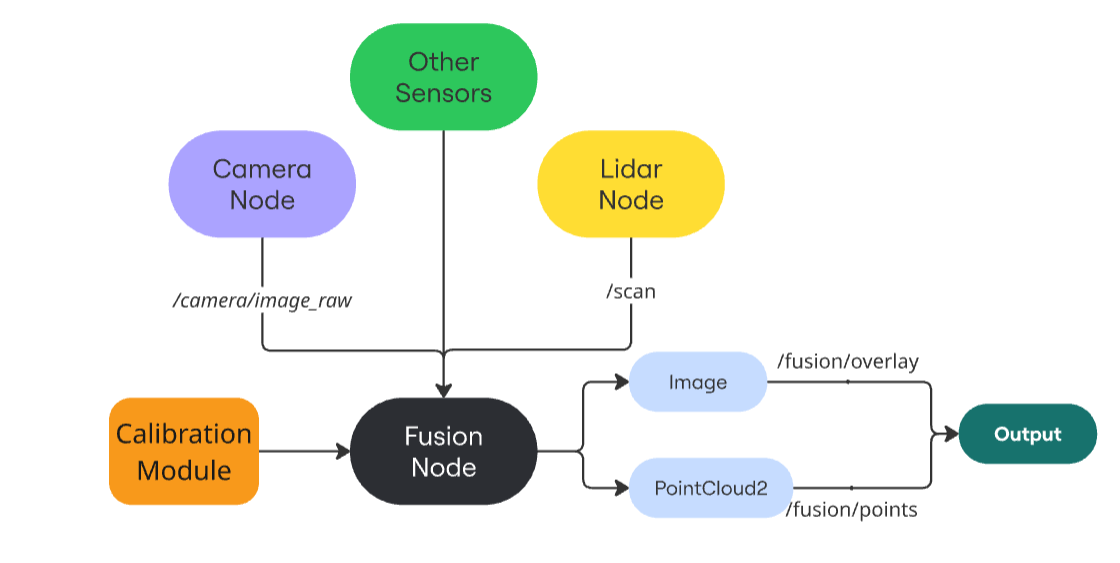 Other
Sensors
Camera
Node
Lidar
Node
/camera/image_raw
/scan
/fusion/overlay
Image
Calibration
Module
Fusion
Node
Output
PointCloud2
/fusion/points